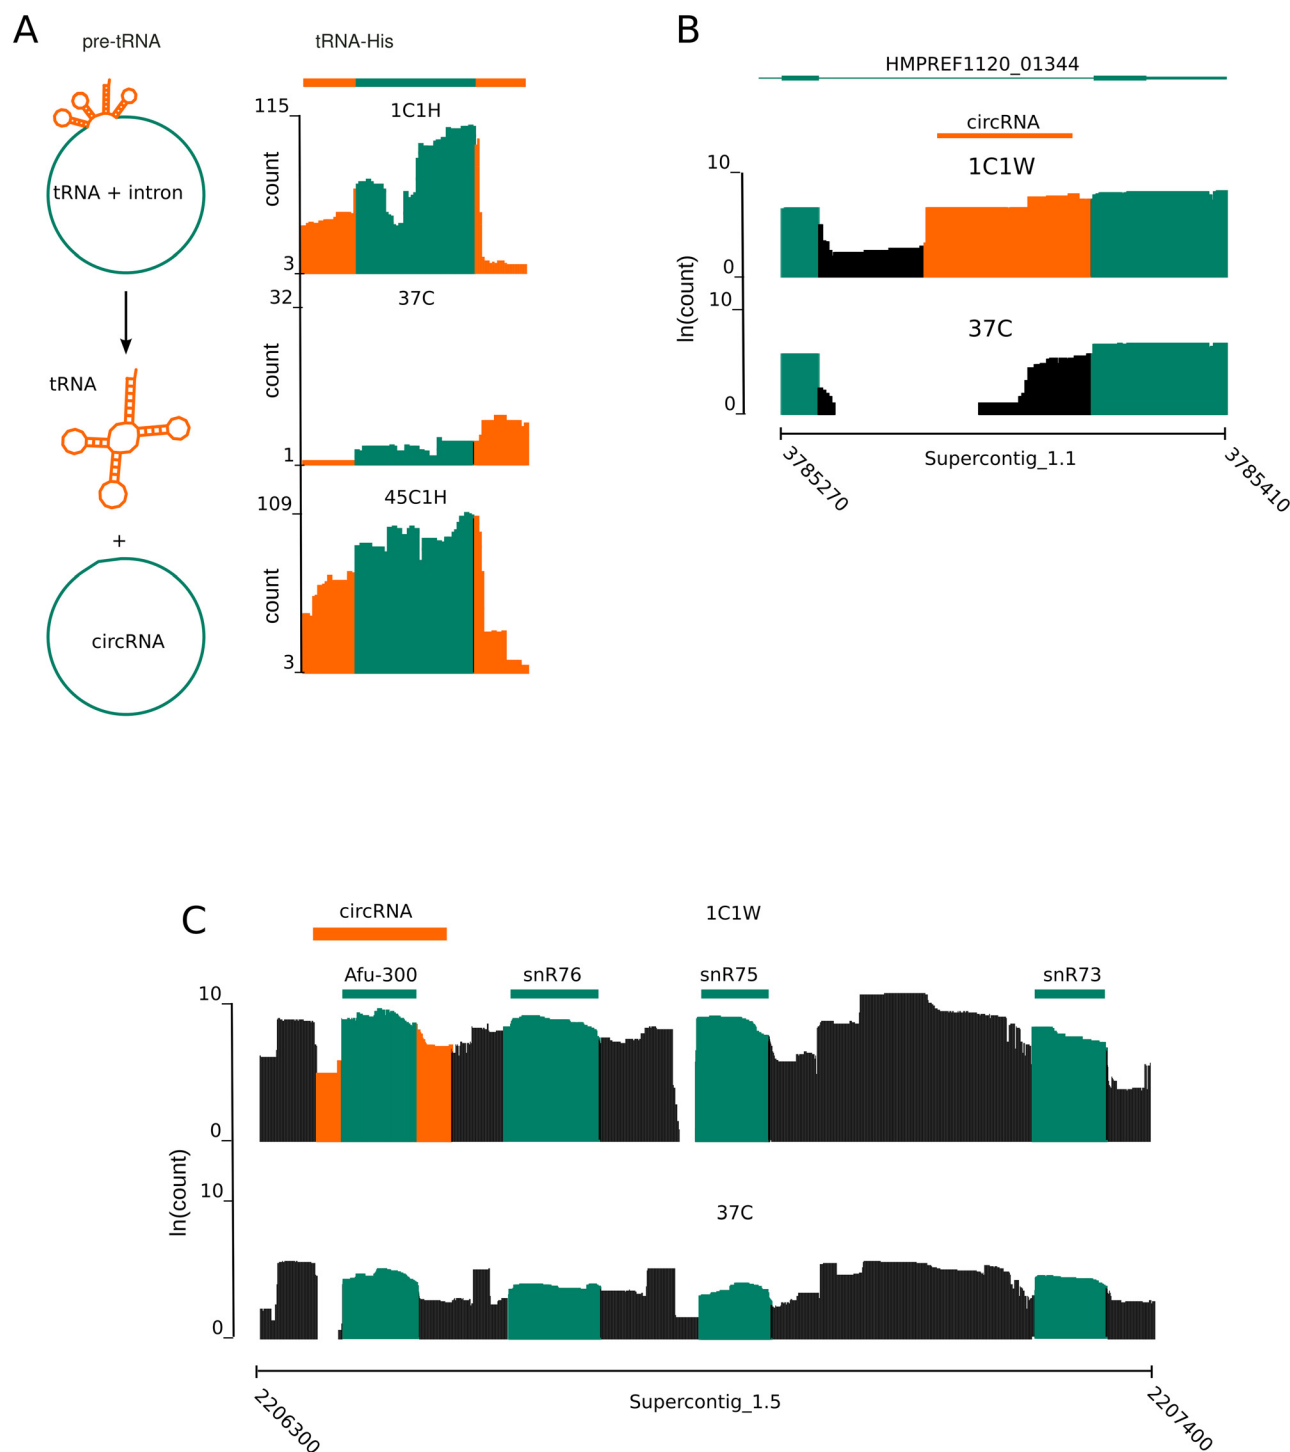 A
pre-tRNA
tRNA-His
tRNA + intron
tRNA
+
circRNA
115
1C1H
count
3
32
37C
count
1
109
45C1H
count
3
B
HMPREF1120_01344
circRNA
1C1W
10
0
ln(count)
10
37C
0
3785270
Supercontig_1.1
3785410
C
circRNA
1C1W
Afu-300
snR76
snR75
snR73
10
0
ln(count)
10
37C
0
2206300
Supercontig_1.5
2207400